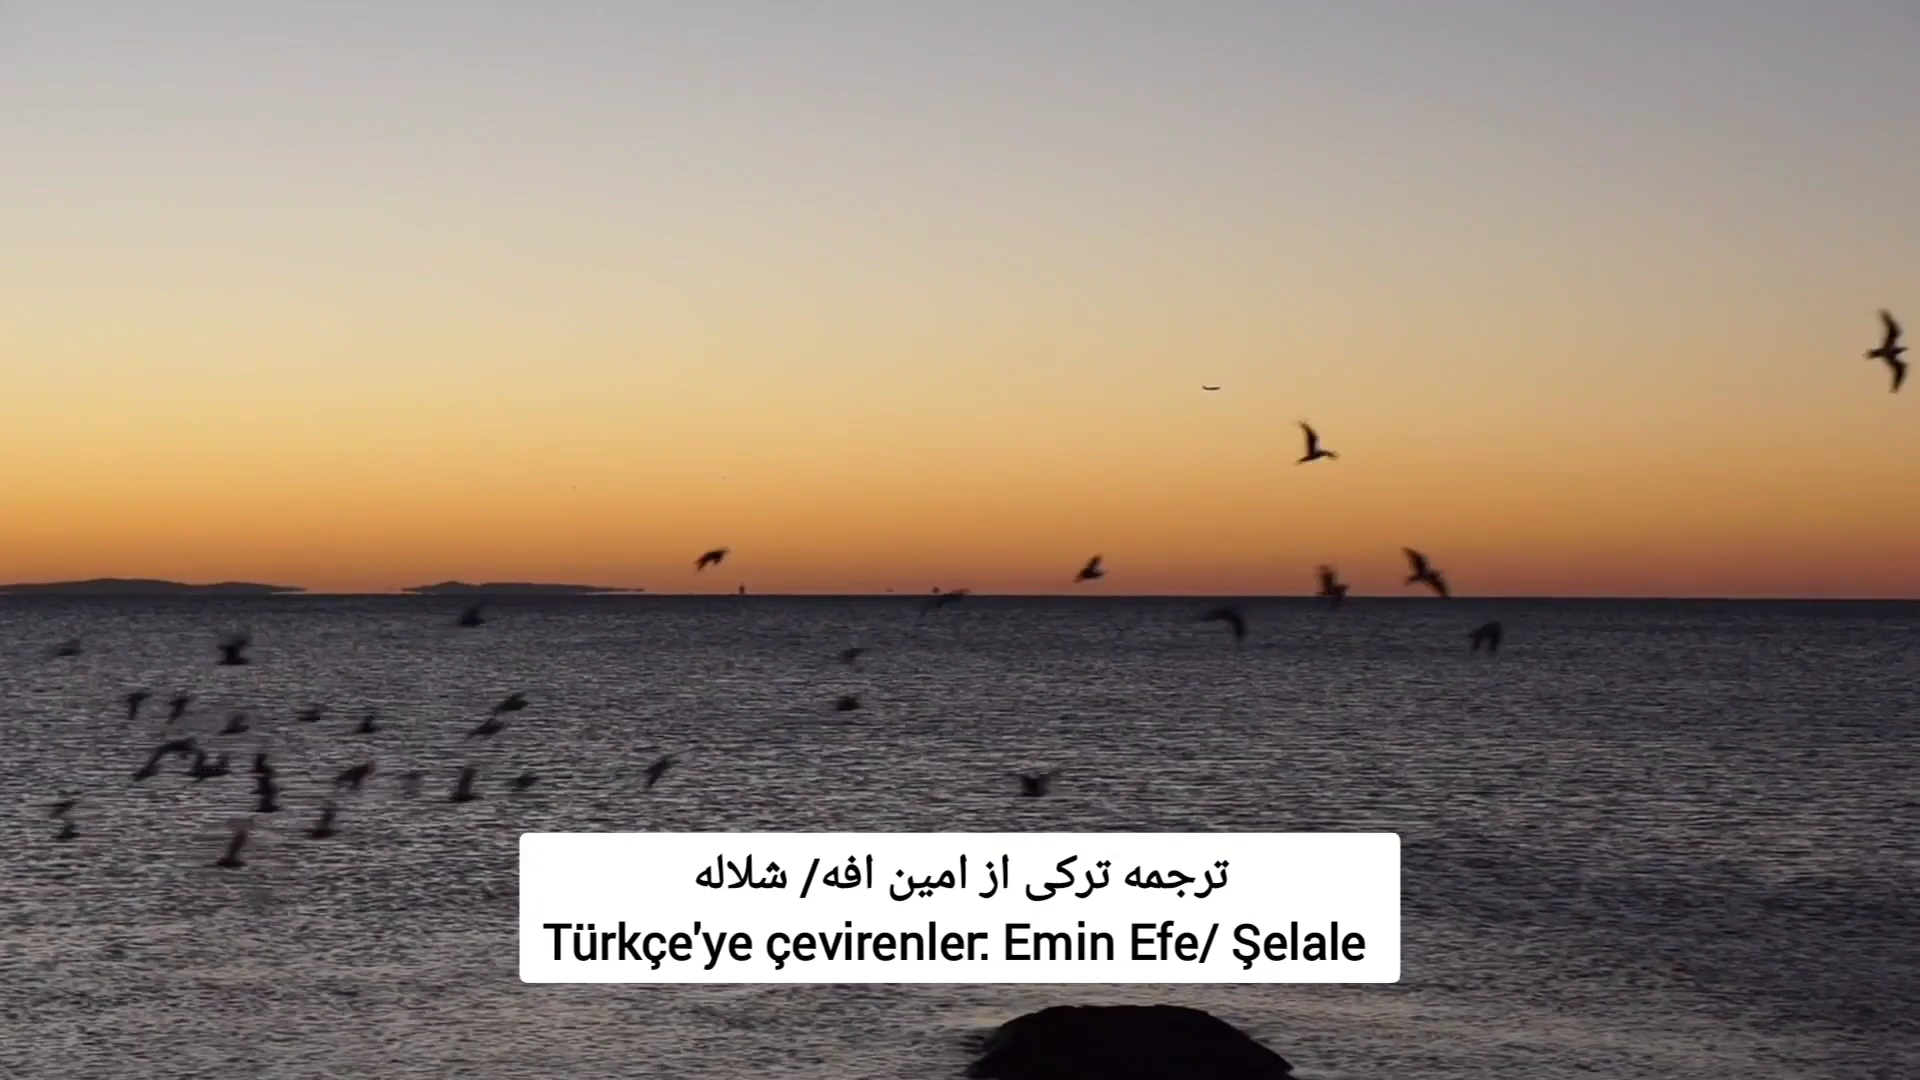 ترجمه ترکی از امین افه/ شلاله
Türkçe'ye çevirenler: Emin Efe/ Şelale